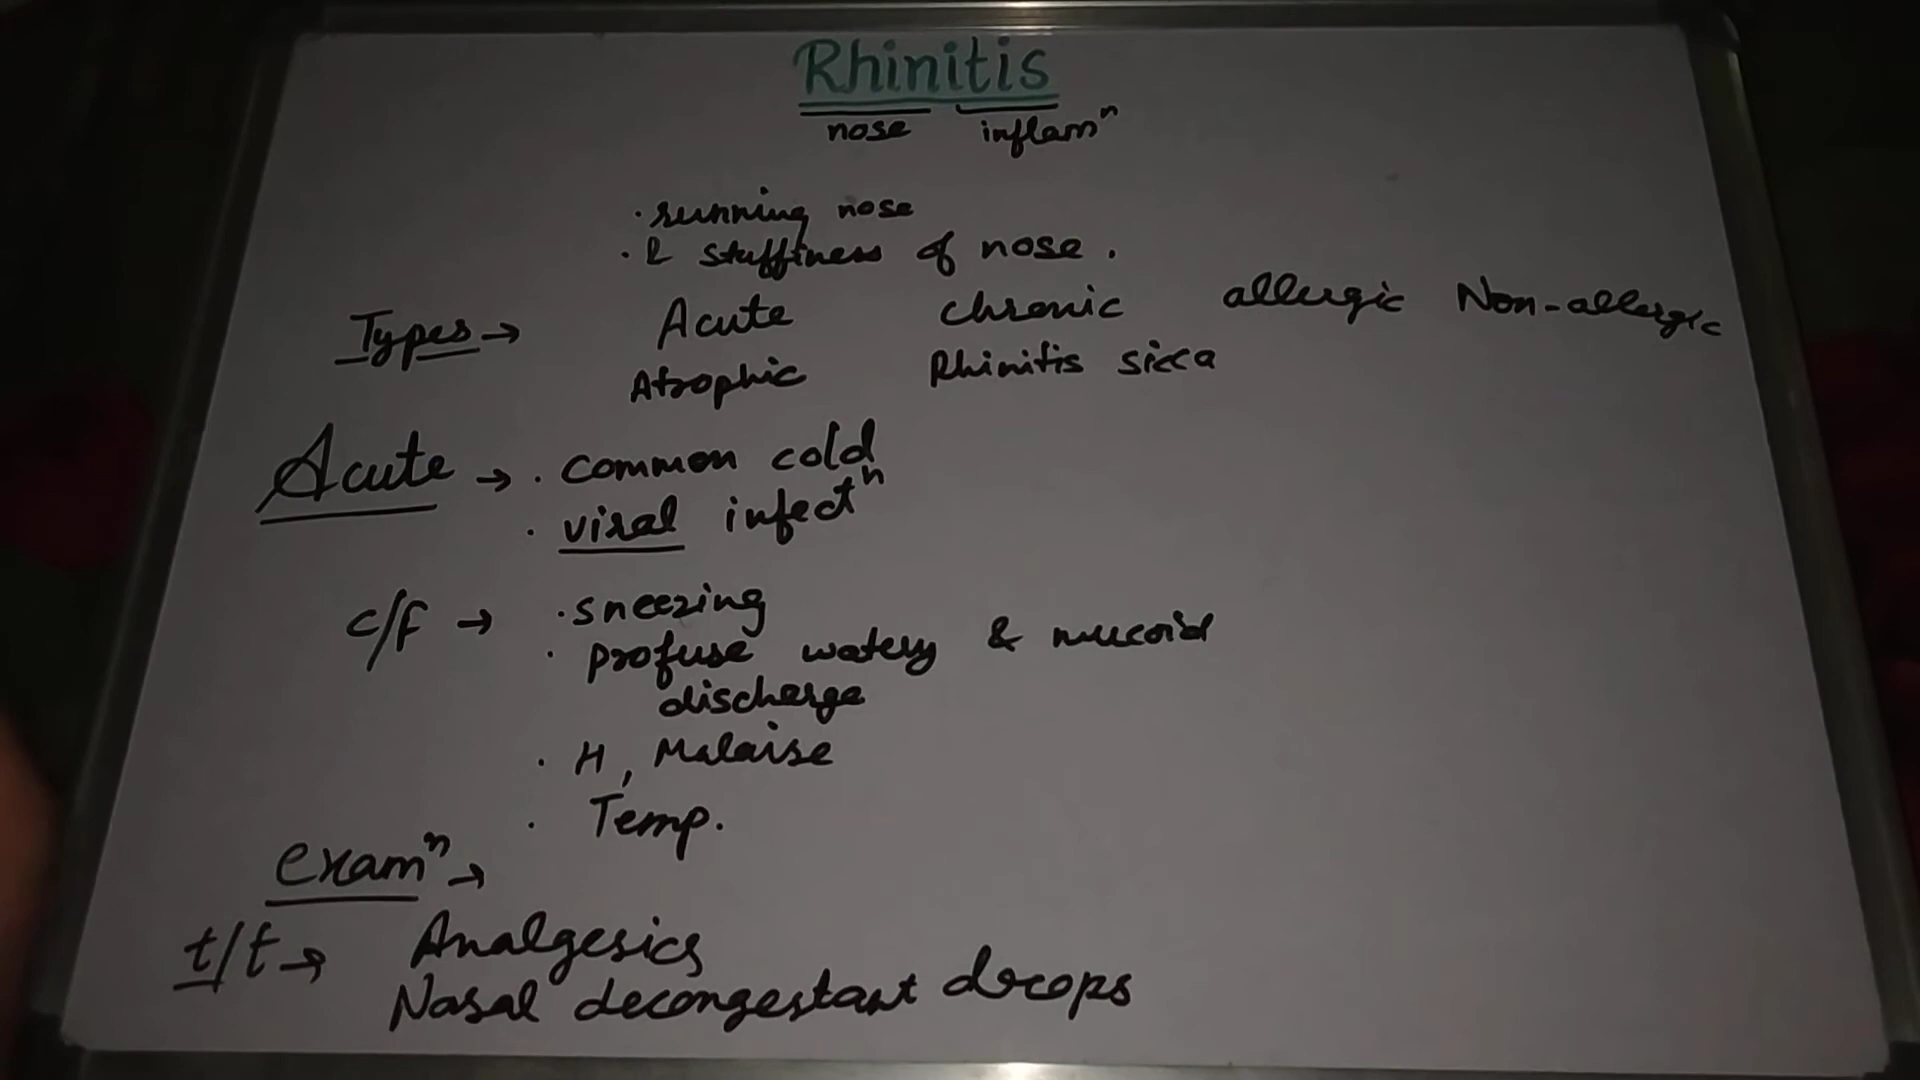 Rhinitis
nose inflamⁿ
· running nose
· & stuffiness of nose.
Types → Acute chronic allergic Non-allergic
Atrophic Rhinitis sicca
Acute → · common cold
· viral infectⁿ
c/f → · sneezing
· profuse watery & mucoid
discharge
· H, Malaise
· Temp.
examⁿ →
t/t → Analgesics
Nasal decongestant drops